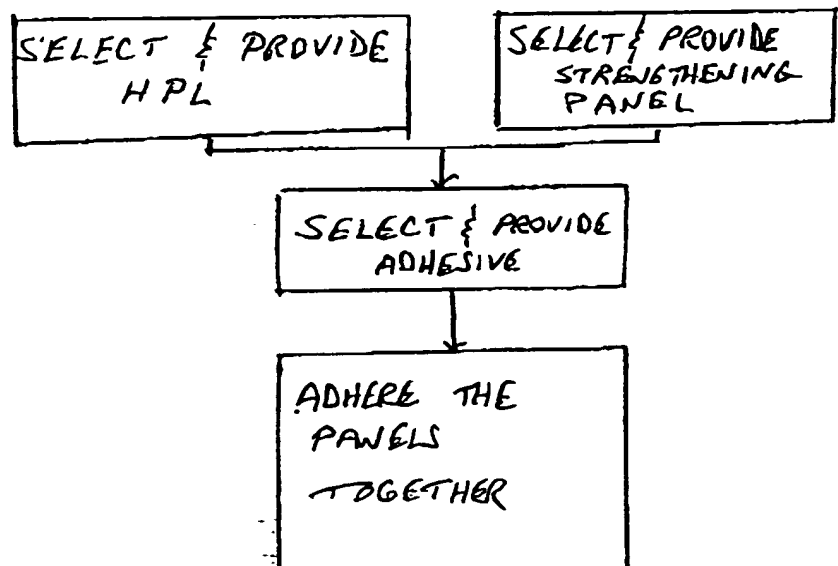 SELECT & PROVIDE
HPL
SELECT & PROVIDE
STRENGTHENING
PANEL
SELECT & PROVIDE
ADHESIVE
ADHERE THE
PANELS
TOGETHER